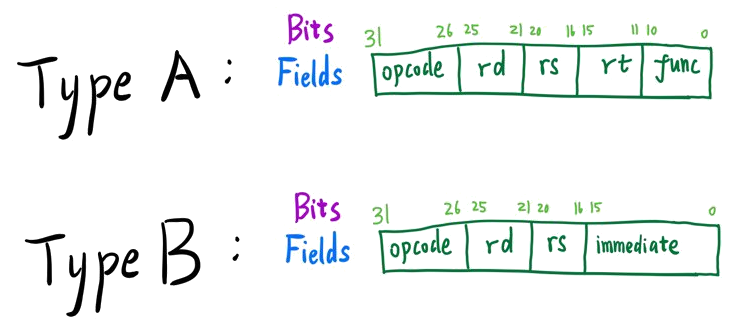 Type A :
Bits 31 26 25 21 20 16 15 11 10 0
Fields opcode rd rs rt func
Type B :
Bits 31 26 25 21 20 16 15 0
Fields opcode rd rs immediate